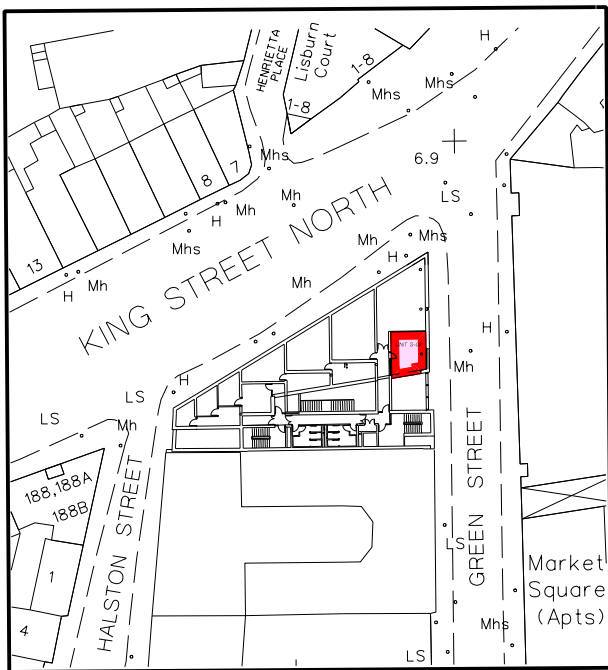 H
HENRIETTA
PLACE
Lisburn
Court
1-8
1-8
Mhs
Mhs
Mhs
6.9
LS
8
7
13
Mh
Mh
H
Mhs
H
Mh
KING STREET NORTH
Mh
Mhs
H
Mh
H
Mh
LS
H
LS
Mh
188,188A
188B
1
4
HALSTON STREET
GREEN STREET
LS
Market
Square
(Apts)
Mhs
LS